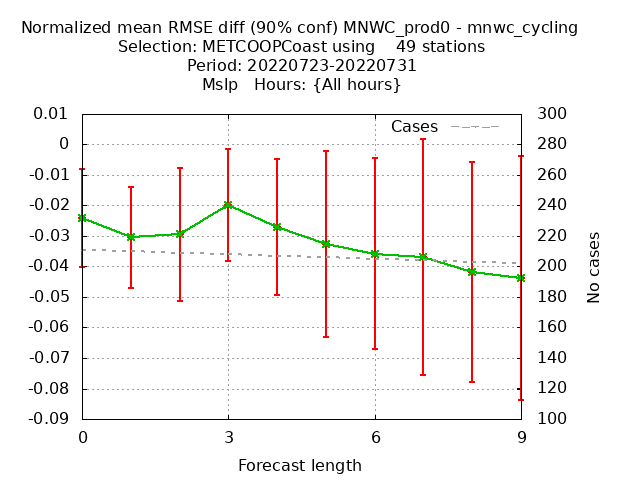 Normalized mean RMSE diff (90% conf) MNWC_prod0 - mnwc_cycling
Selection: METCOOPCoast using    49 stations
Period: 20220723-20220731
Mslp   Hours: {All hours}
Cases
0.01
0
-0.01
-0.02
-0.03
-0.04
-0.05
-0.06
-0.07
-0.08
-0.09
300
280
260
240
220
200
180
160
140
120
100
No cases
0 3 6 9
Forecast length